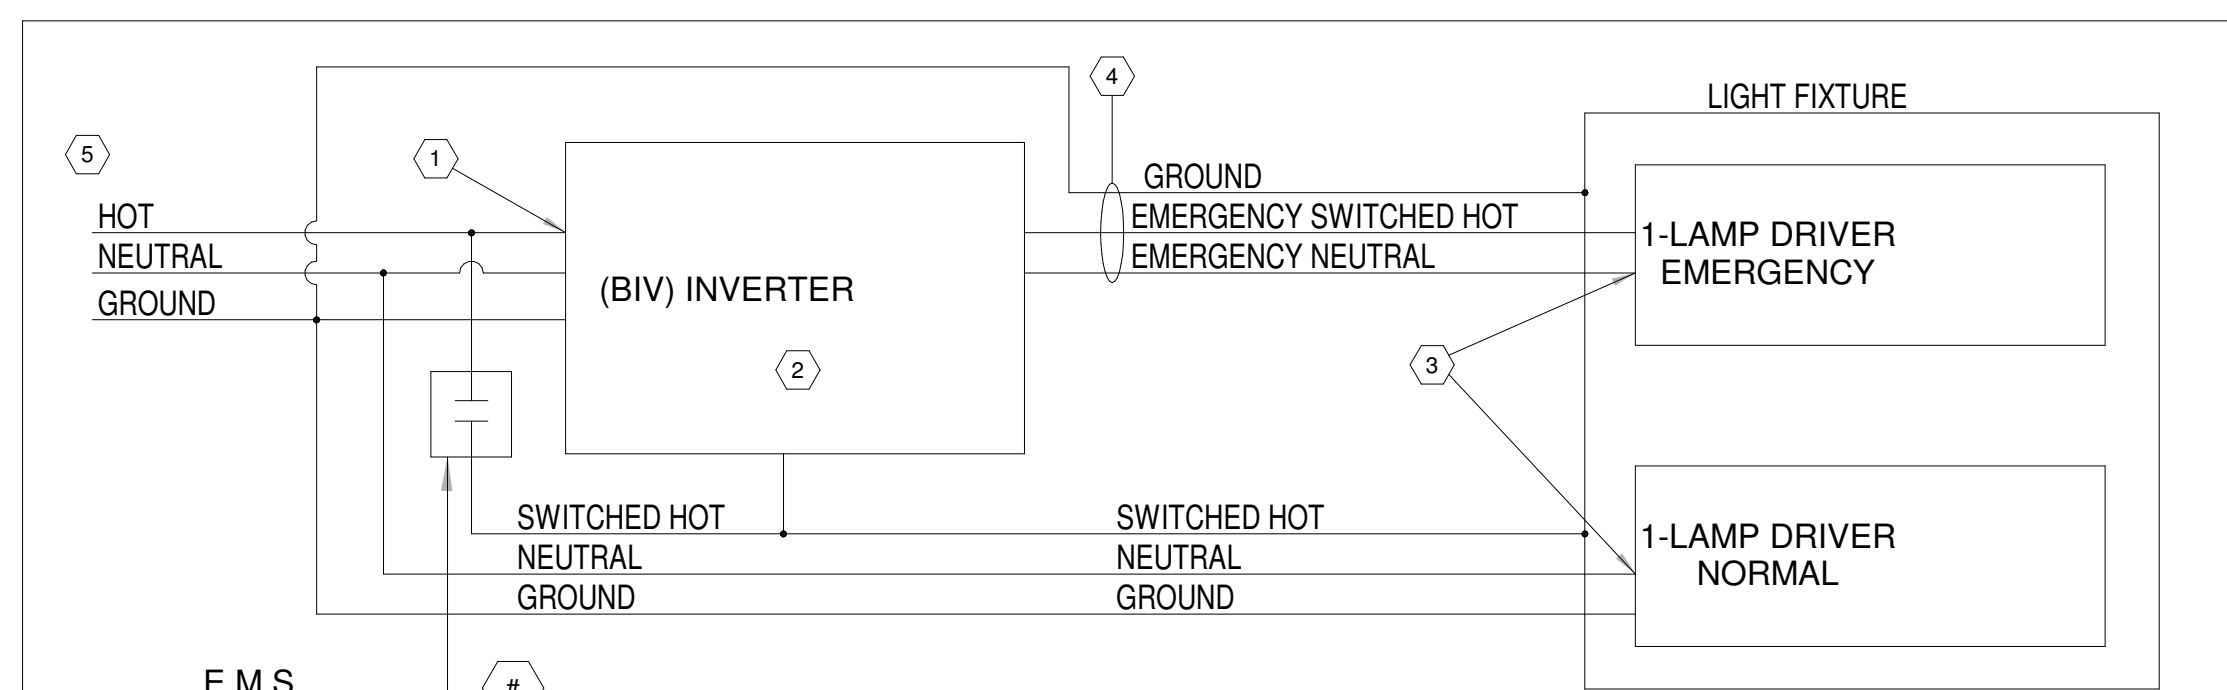 4
LIGHT FIXTURE
5
1
GROUND
HOT
EMERGENCY SWITCHED HOT
NEUTRAL
EMERGENCY NEUTRAL
GROUND
(BIV) INVERTER
1-LAMP DRIVER
EMERGENCY
2
3
SWITCHED HOT
SWITCHED HOT
NEUTRAL
NEUTRAL
GROUND
GROUND
1-LAMP DRIVER
NORMAL
E.M.S.
#